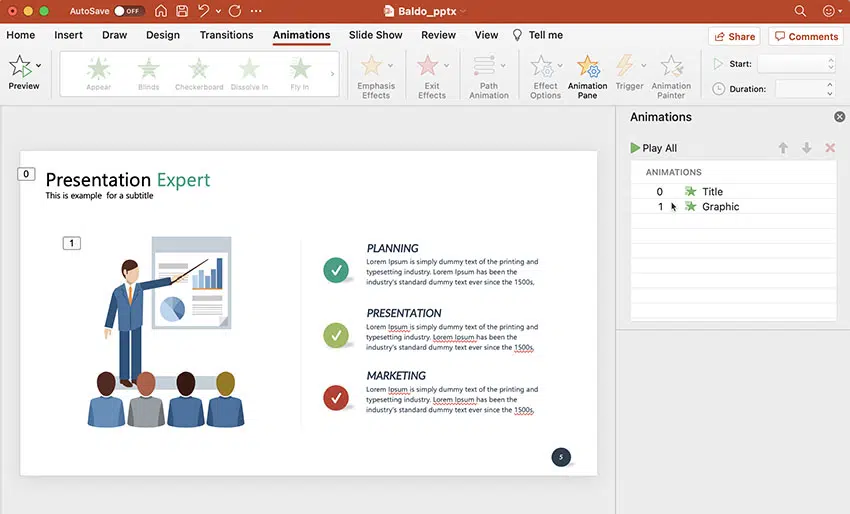 AutoSave OFF
Baldo_pptx
Home Insert Draw Design Transitions Animations Slide Show Review View Tell me
Share Comments
Preview
Appear Blinds Checkerboard Dissolve In Fly In
Emphasis Effects
Exit Effects
Path Animation
Effect Options
Animation Pane
Trigger
Animation Painter
Start:
Duration:
Animations
Play All
ANIMATIONS
0 Title
1 Graphic
0
Presentation Expert
This is example for a subtitle
1
PLANNING
Lorem Ipsum is simply dummy text of the printing and
typesetting industry. Lorem Ipsum has been the
industry's standard dummy text ever since the 1500s,
PRESENTATION
Lorem Ipsum is simply dummy text of the printing and
typesetting industry. Lorem Ipsum has been the
industry's standard dummy text ever since the 1500s,
MARKETING
Lorem Ipsum is simply dummy text of the printing and
typesetting industry. Lorem Ipsum has been the
industry's standard dummy text ever since the 1500s,
5